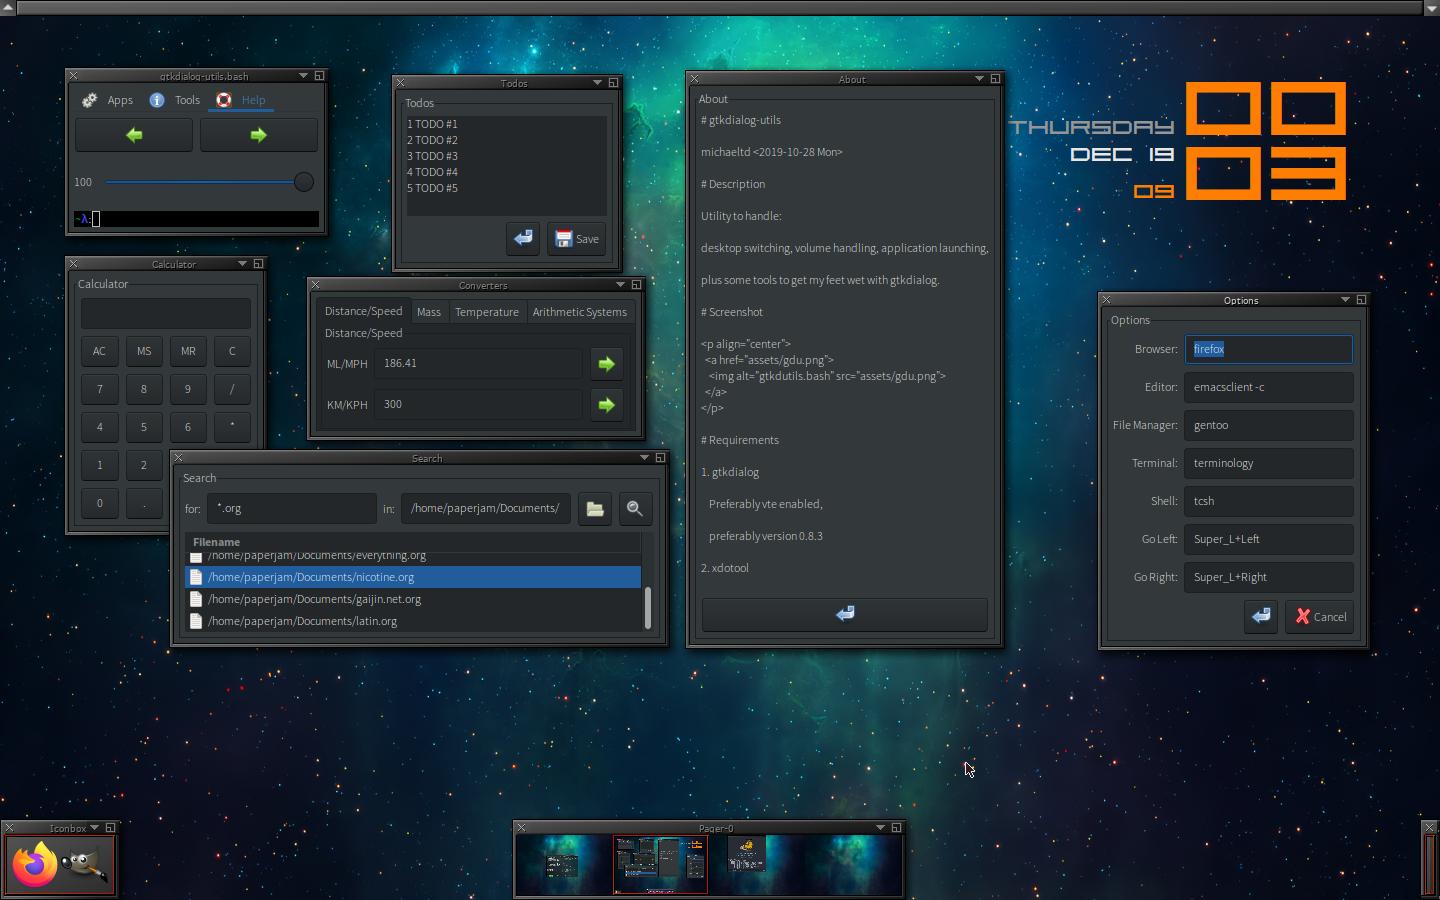 gtkdialog-utils.bash
Apps Tools Help
100
~λ:
Todos
Todos
1 TODO #1
2 TODO #2
3 TODO #3
4 TODO #4
5 TODO #5
Save
About
About
# gtkdialog-utils
michaeltd <2019-10-28 Mon>
# Description
Utility to handle:
desktop switching, volume handling, application launching,
plus some tools to get my feet wet with gtkdialog.
# Screenshot
<p align="center">
<a href="assets/gdu.png">
<img alt="gtkdutils.bash" src="assets/gdu.png">
</a>
</p>
# Requirements
1. gtkdialog
Preferably vte enabled,
preferably version 0.8.3
2. xdotool
THURSDAY
DEC 19
09
00
03
Calculator
Calculator
AC MS MR C
7 8 9 /
4 5 6 *
1 2
0 .
Converters
Distance/Speed Mass Temperature Arithmetic Systems
Distance/Speed
ML/MPH 186.41
KM/KPH 300
Search
Search
for: *.org in: /home/paperjam/Documents/
Filename
/home/paperjam/Documents/everything.org
/home/paperjam/Documents/nicotine.org
/home/paperjam/Documents/gaijin.net.org
/home/paperjam/Documents/latin.org
Options
Options
Browser: firefox
Editor: emacsclient -c
File Manager: gentoo
Terminal: terminology
Shell: tcsh
Go Left: Super_L+Left
Go Right: Super_L+Right
Cancel
Iconbox
Pager-0